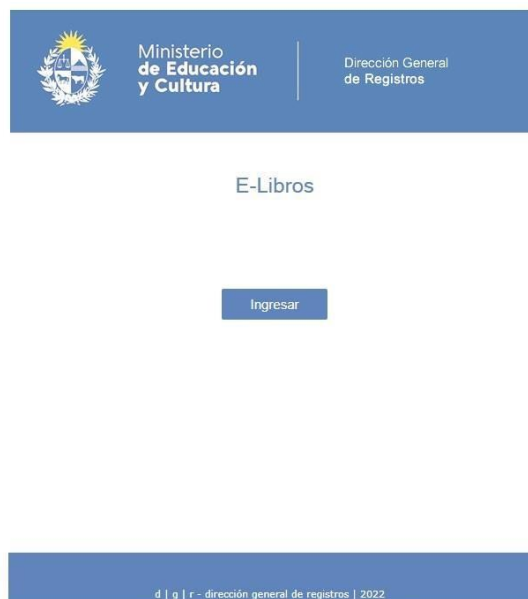 Ministerio
de Educación
y Cultura
Dirección General
de Registros
E-Libros
Ingresar
d | g | r - dirección general de registros | 2022